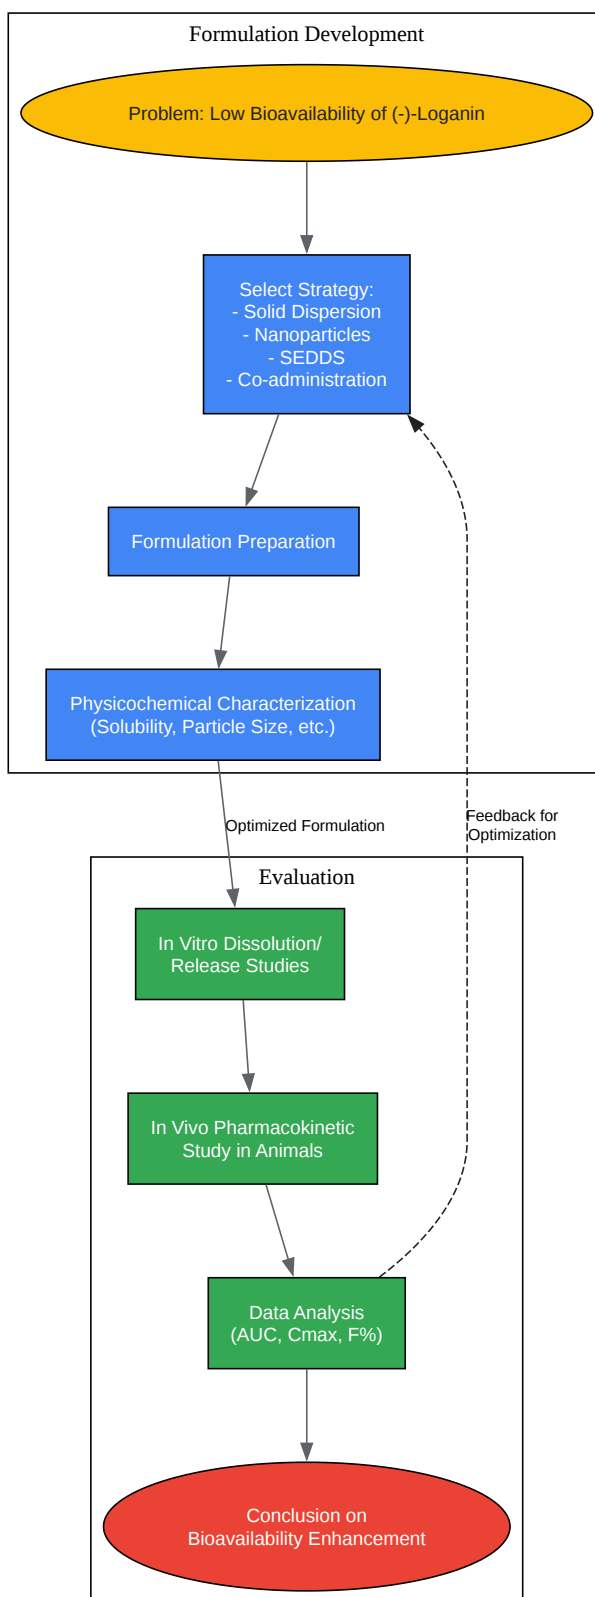 Formulation Development
Problem: Low Bioavailability of (-)-Loganin
Select Strategy:
- Solid Dispersion
- Nanoparticles
- SEDDS
- Co-administration
Formulation Preparation
Physicochemical Characterization
(Solubility, Particle Size, etc.)
Optimized Formulation
Feedback for
Optimization
Evaluation
In Vitro Dissolution/
Release Studies
In Vivo Pharmacokinetic
Study in Animals
Data Analysis
(AUC, Cmax, F%)
Conclusion on
Bioavailability Enhancement